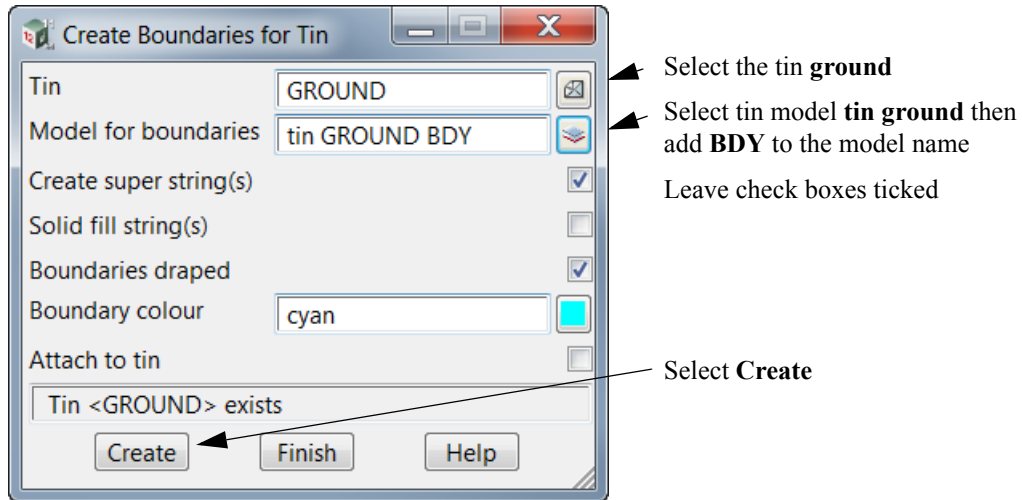 Create Boundaries for Tin
Tin
GROUND
Select the tin ground
Model for boundaries
tin GROUND BDY
Select tin model tin ground then
add BDY to the model name
Create super string(s)
Leave check boxes ticked
Solid fill string(s)
Boundaries draped
Boundary colour
cyan
Attach to tin
Select Create
Tin <GROUND> exists
Create
Finish
Help